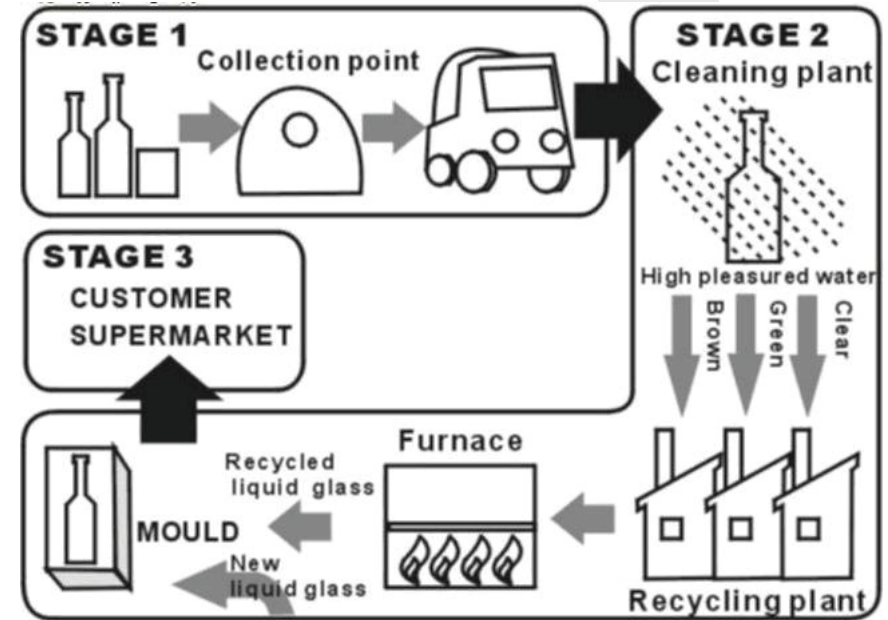 STAGE 1
Collection point
STAGE 2
Cleaning plant
High pleasured water
Brown
Green
Clear
Recycling plant
Furnace
Recycled
liquid glass
New
liquid glass
MOULD
STAGE 3
CUSTOMER
SUPERMARKET